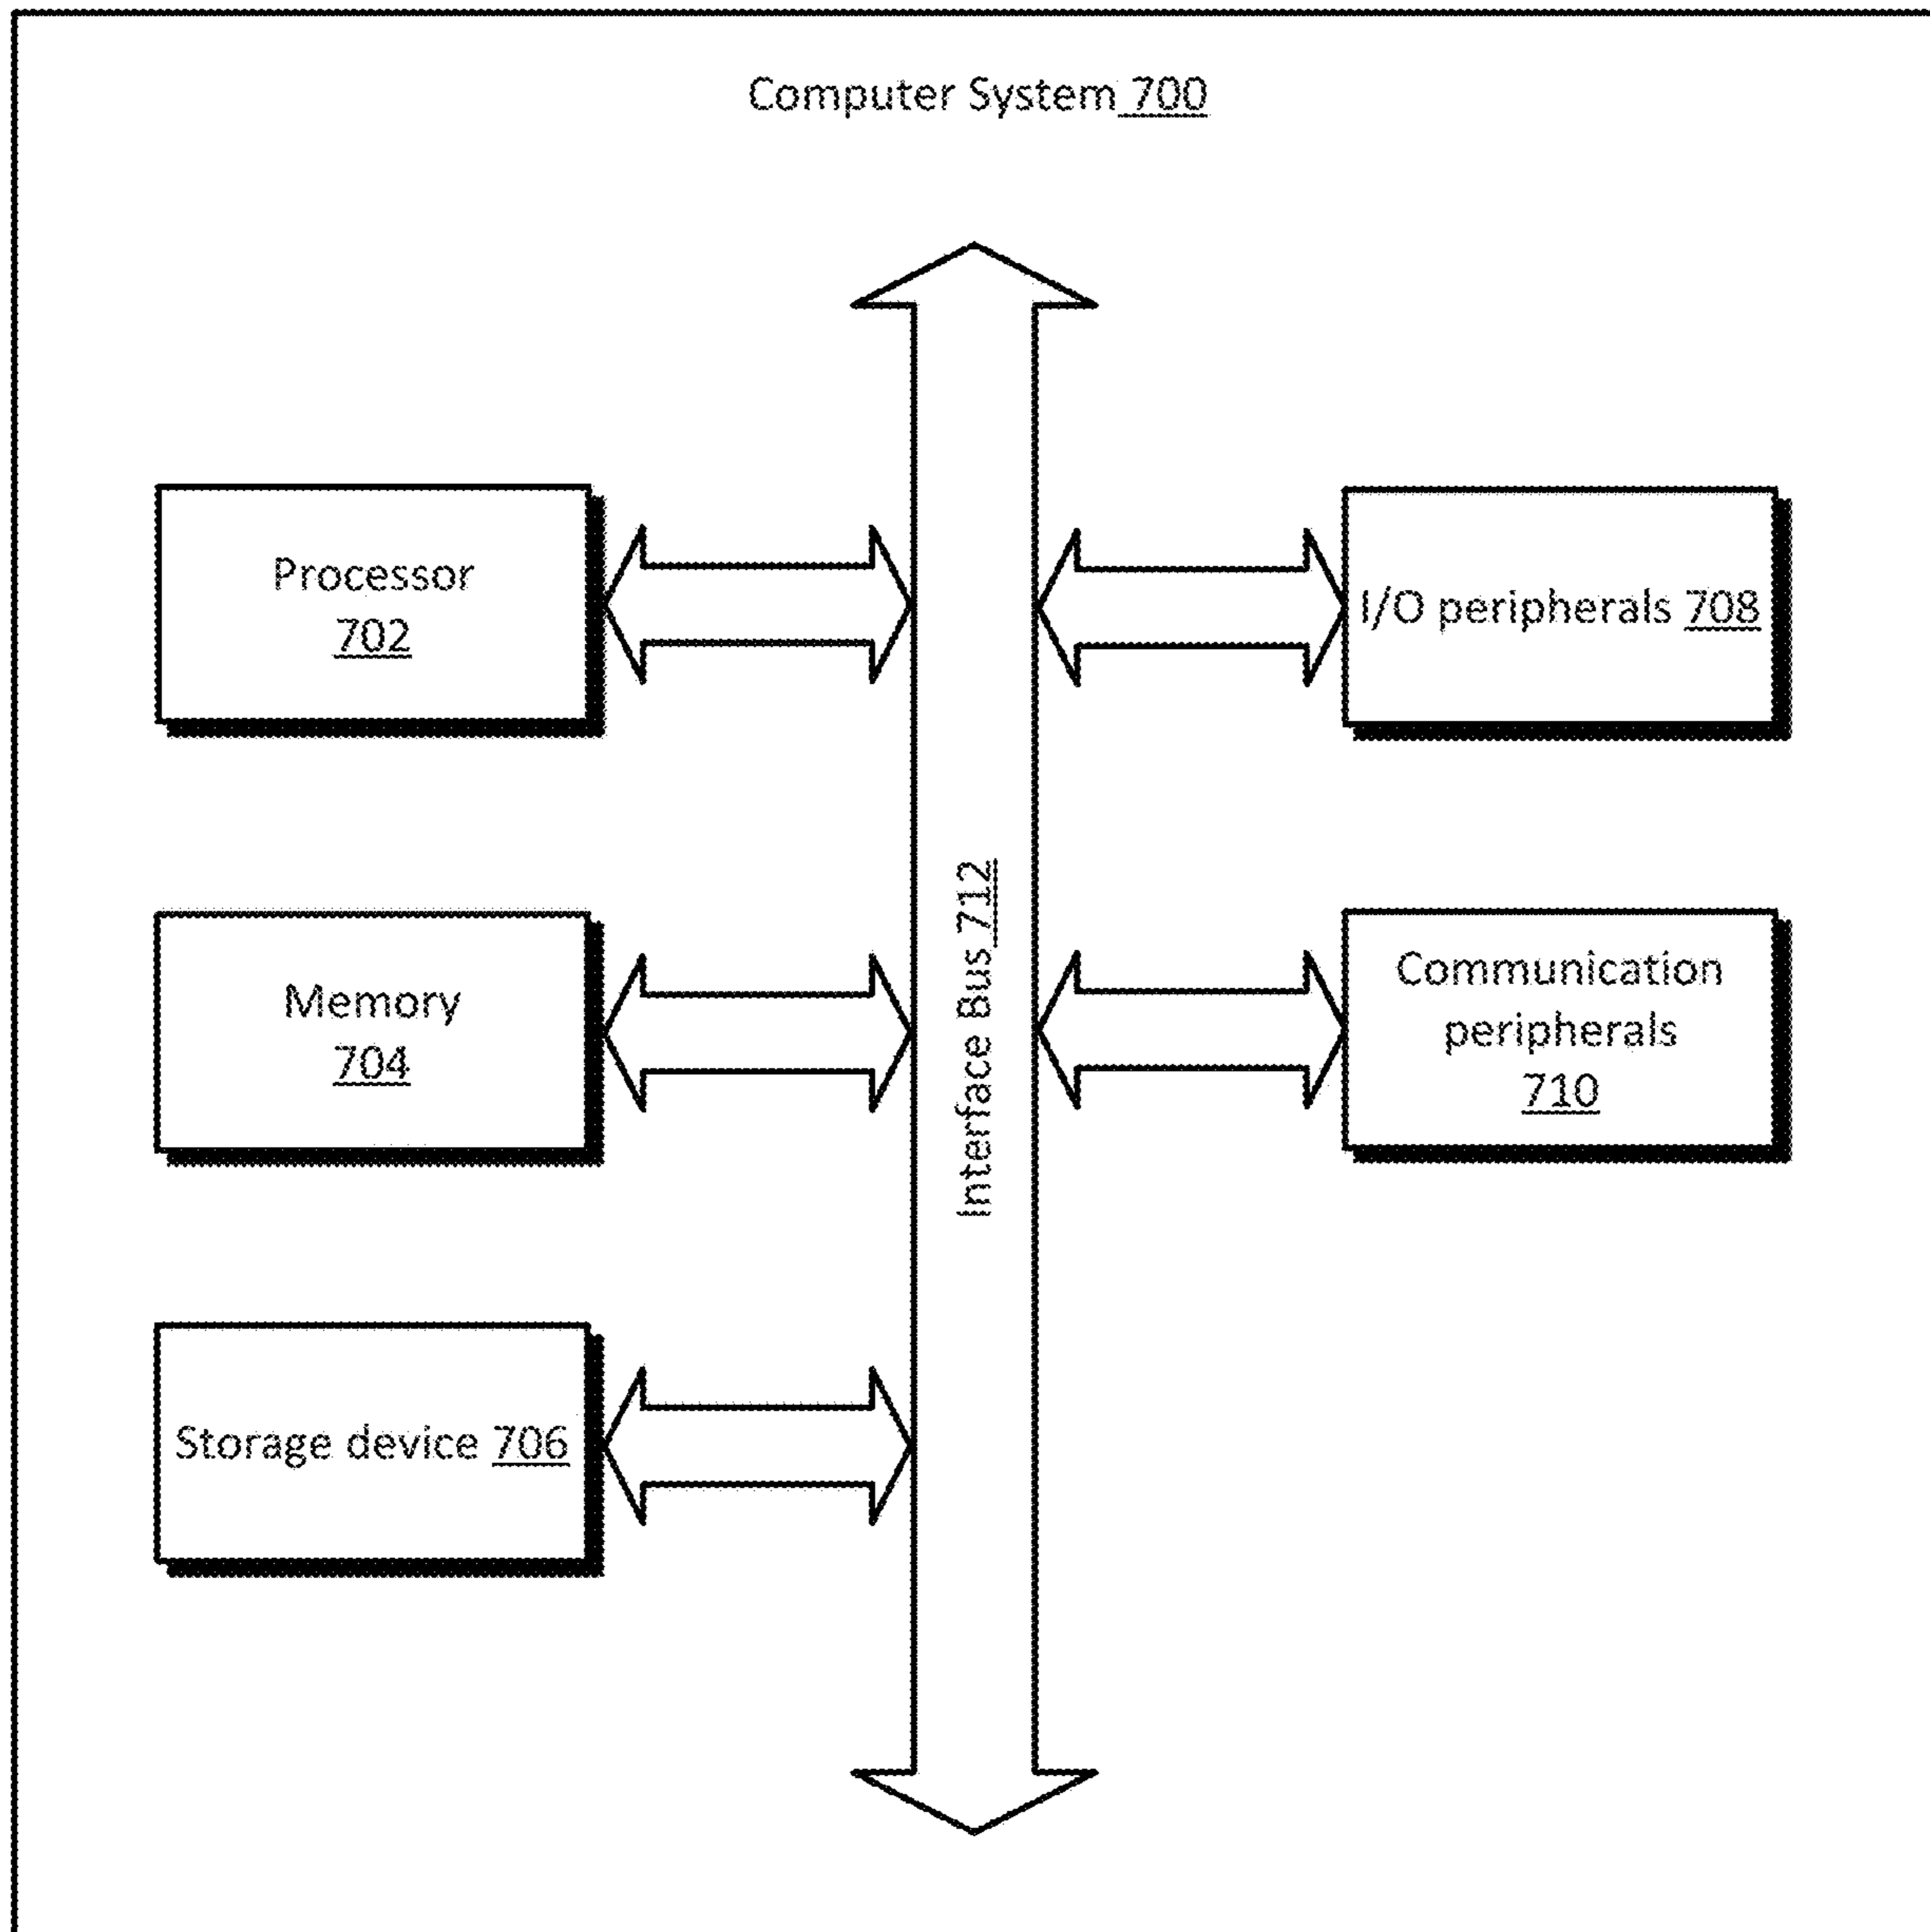 Computer System 700
Processor
702
I/O peripherals 708
Memory
704
Interface Bus 712
Communication
peripherals
710
Storage device 706